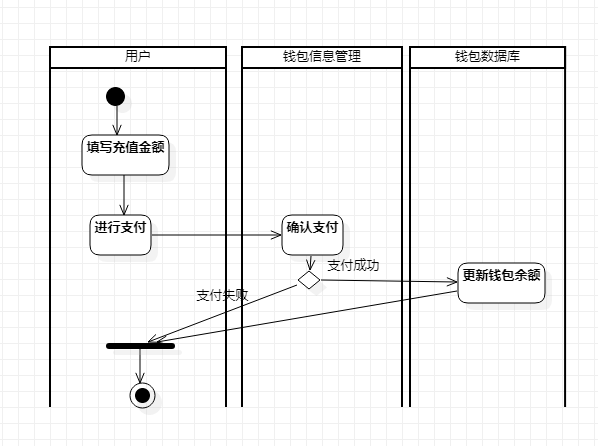 用户
钱包信息管理
钱包数据库
填写充值金额
进行支付
确认支付
支付成功
更新钱包余额
支付失败